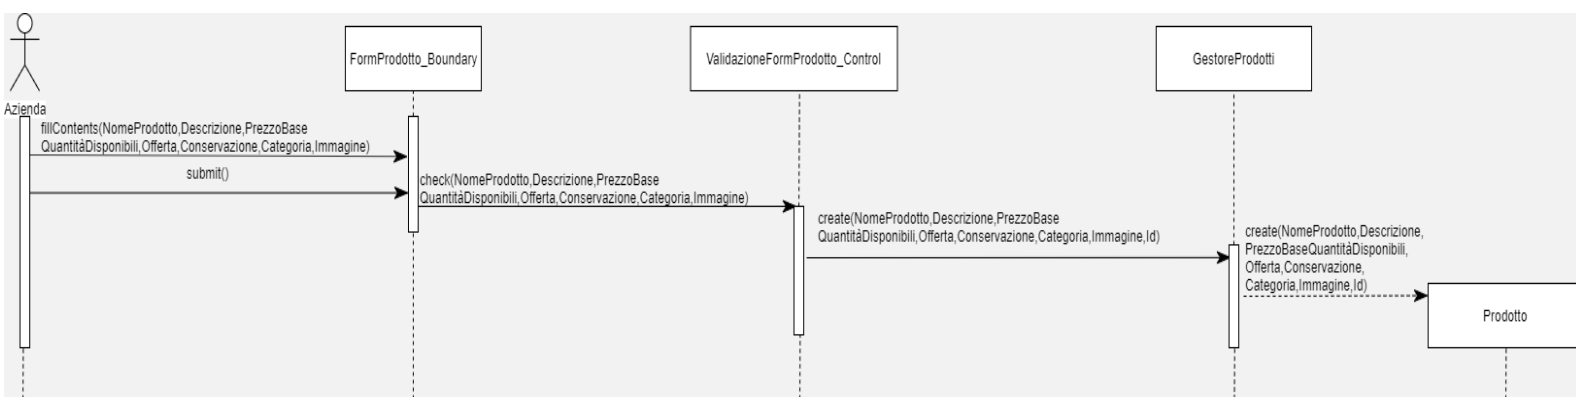 FormProdotto_Boundary
ValidazioneFormProdotto_Control
GestoreProdotti
Azienda
fillContents(NomeProdotto,Descrizione,PrezzoBase
QuantitàDisponibili,Offerta,Conservazione,Categoria,Immagine)
submit()
check(NomeProdotto,Descrizione,PrezzoBase
QuantitàDisponibili,Offerta,Conservazione,Categoria,Immagine)
create(NomeProdotto,Descrizione,PrezzoBase
QuantitàDisponibili,Offerta,Conservazione,Categoria,Immagine,Id)
create(NomeProdotto,Descrizione,
PrezzoBaseQuantitàDisponibili,
Offerta,Conservazione,
Categoria,Immagine,Id)
Prodotto